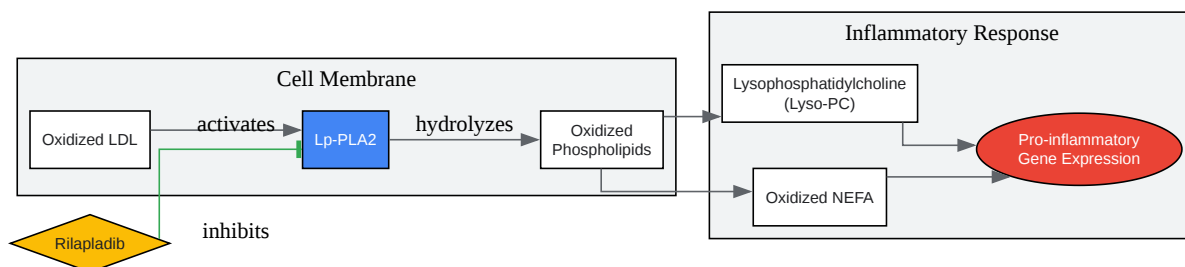 Inflammatory Response
Cell Membrane
Oxidized LDL
activates
Lp-PLA2
hydrolyzes
Oxidized
Phospholipids
Lysophosphatidylcholine
(Lyso-PC)
Oxidized NEFA
Pro-inflammatory
Gene Expression
Rilapladib
inhibits